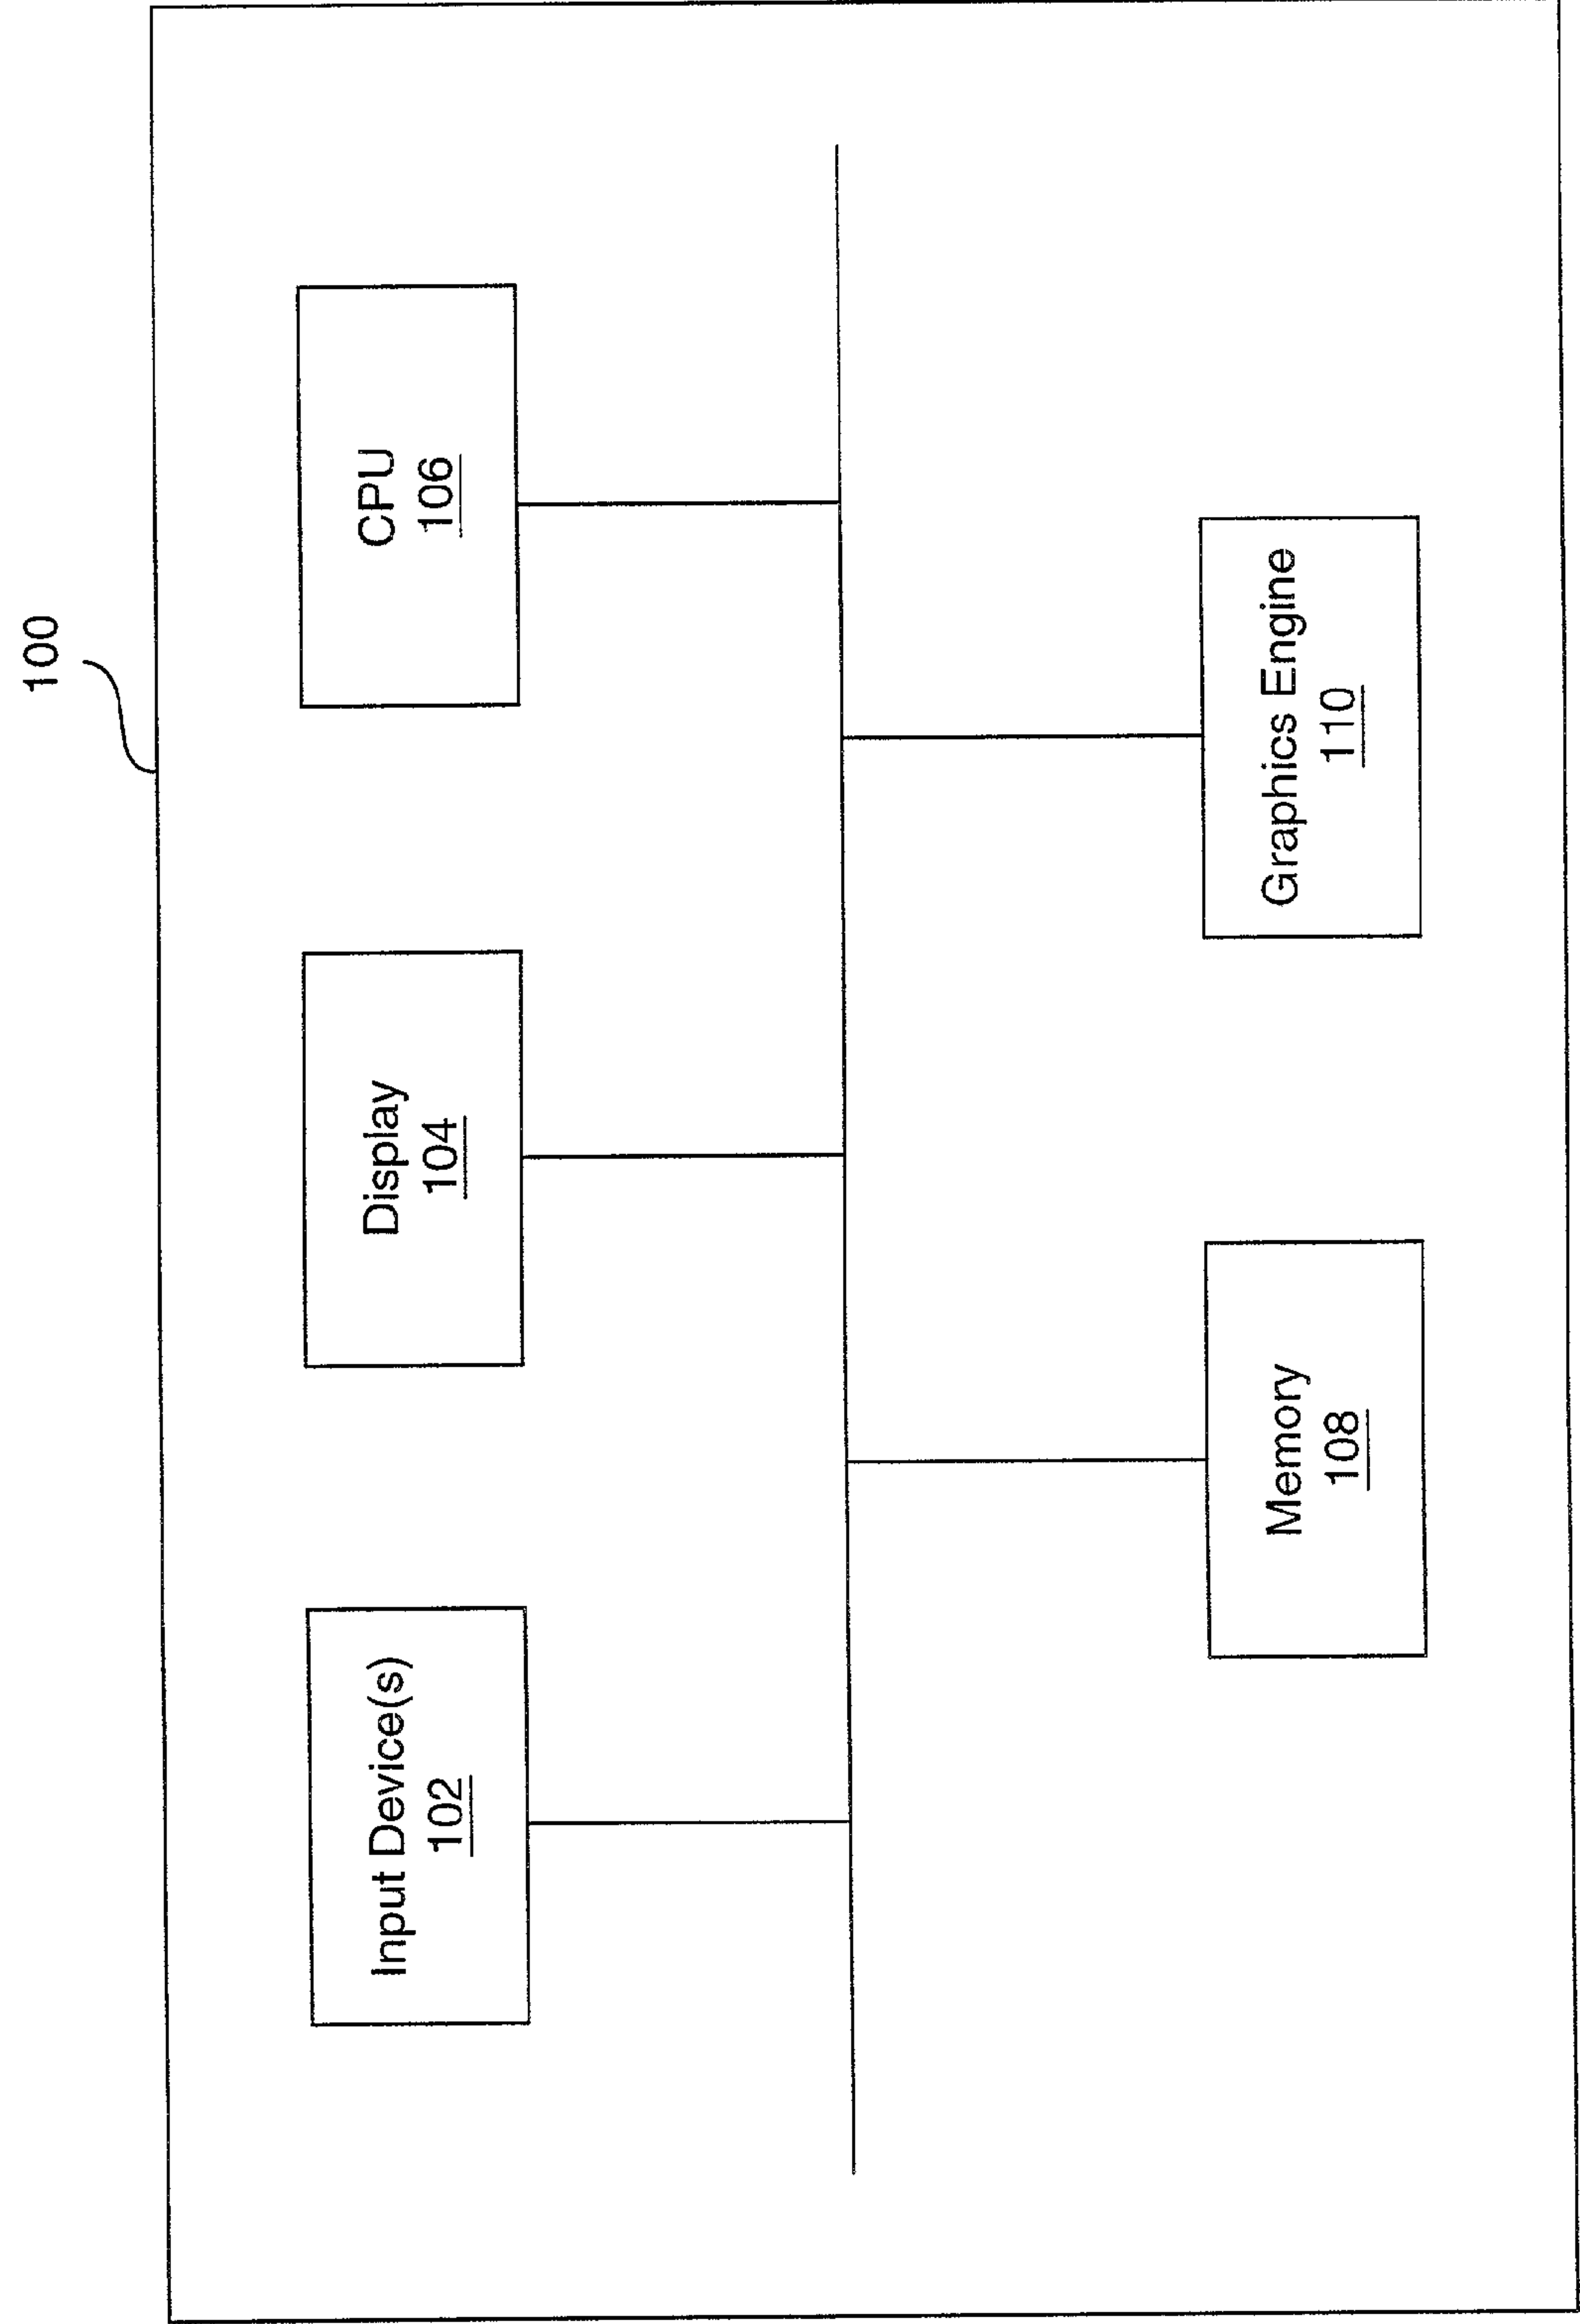 100
Input Device(s)
102
Display
104
CPU
106
Memory
108
Graphics Engine
110